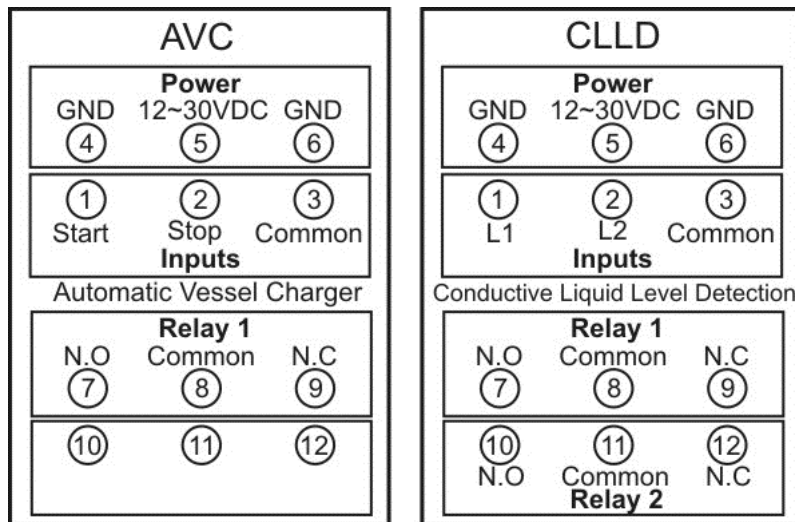 AVC
Power
GND 12~30VDC GND
4 5 6
1 2 3
Start Stop Common
Inputs
Automatic Vessel Charger
Relay 1
N.O Common N.C
7 8 9
10 11 12
CLLD
Power
GND 12~30VDC GND
4 5 6
1 2 3
L1 L2 Common
Inputs
Conductive Liquid Level Detection
Relay 1
N.O Common N.C
7 8 9
10 11 12
N.O Common N.C
Relay 2